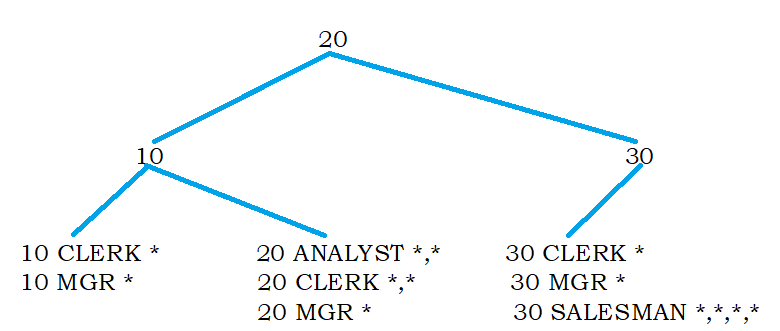 20
10
30
10 CLERK *
10 MGR *
20 ANALYST *,*
20 CLERK *,*
20 MGR *
30 CLERK *
30 MGR *
30 SALESMAN *,*,*,*